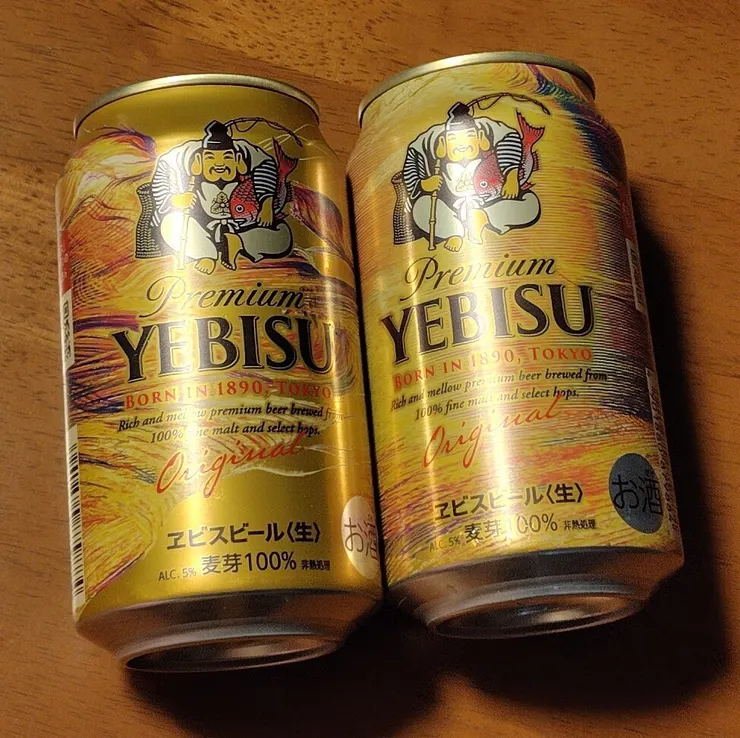 Premium
YEBISU
BORN IN 1890, TOKYO
Rich and mellow premium beer brewed from
100% fine malt and select hops.
Original
ヱビスビール〈生〉
ALC. 5% 麦芽100% 非熱処理
お酒
Premium
YEBISU
BORN IN 1890, TOKYO
Rich and mellow premium beer brewed from
100% fine malt and select hops.
Original
ヱビスビール〈生〉
ALC. 5% 麦芽100% 非熱処理
お酒